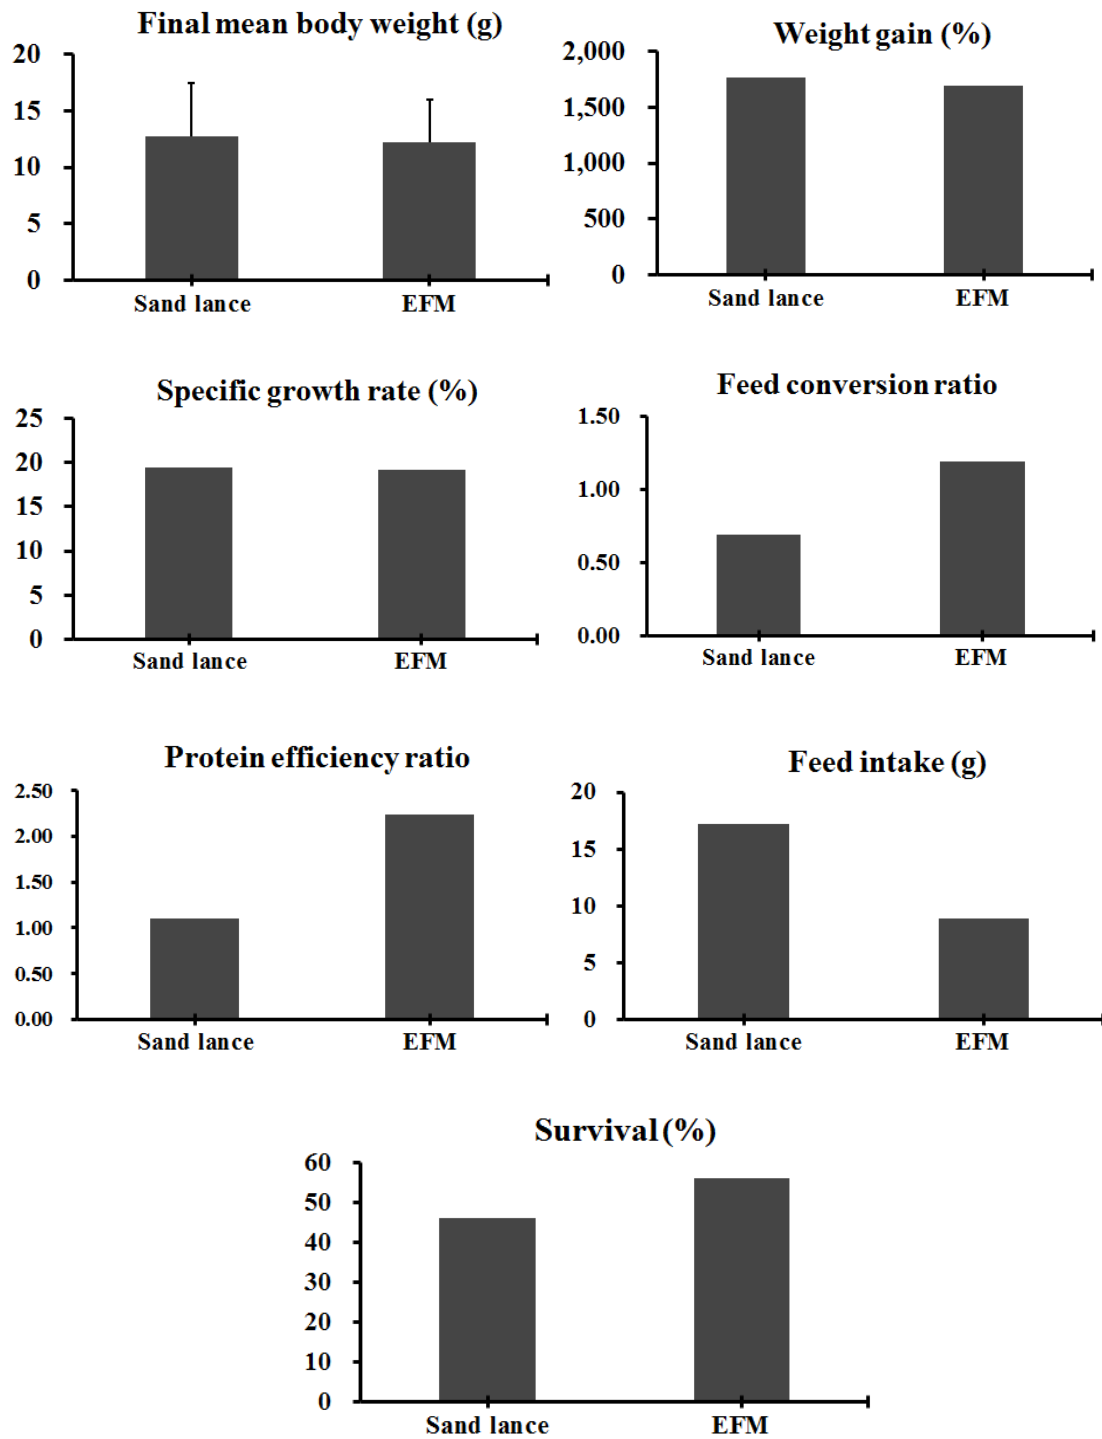 Final mean body weight (g)
20
15
10
5
0
Sand lance EFM
Weight gain (%)
2,000
1,500
1,000
500
0
Sand lance EFM
Specific growth rate (%)
25
20
15
10
5
0
Sand lance EFM
Feed conversion ratio
1.50
1.00
0.50
0.00
Sand lance EFM
Protein efficiency ratio
2.50
2.00
1.50
1.00
0.50
0.00
Sand lance EFM
Feed intake (g)
20
15
10
5
0
Sand lance EFM
Survival (%)
60
50
40
30
20
10
0
Sand lance EFM